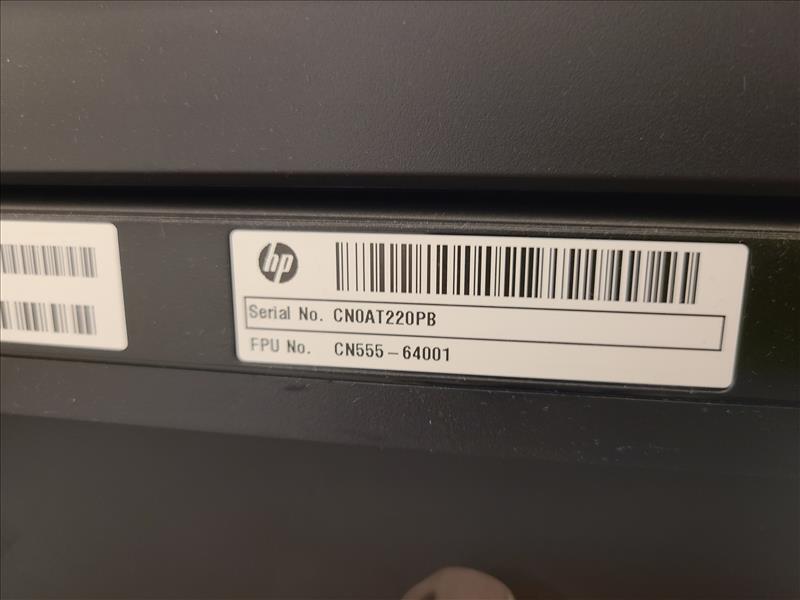 hp
Serial No. CN0AT220PB
FPU No. CN555-64001